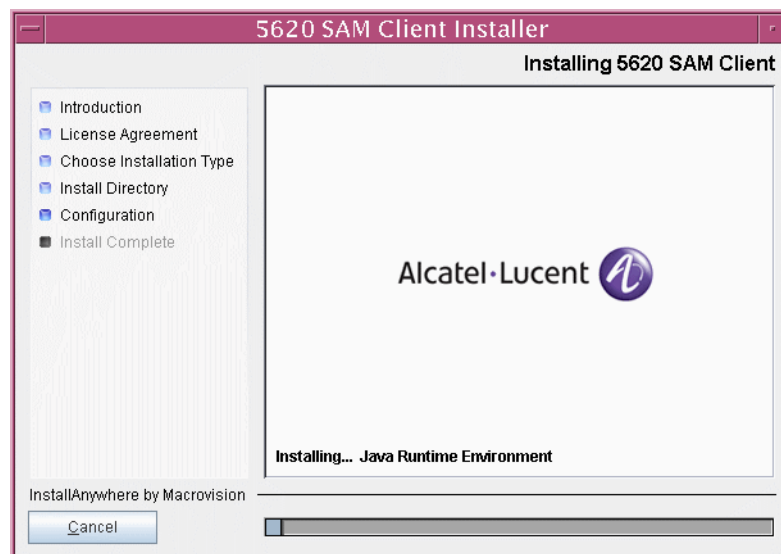 5620 SAM Client Installer
Installing 5620 SAM Client
Introduction
License Agreement
Choose Installation Type
Install Directory
Configuration
Install Complete
Alcatel·Lucent
Installing... Java Runtime Environment
InstallAnywhere by Macrovision
Cancel